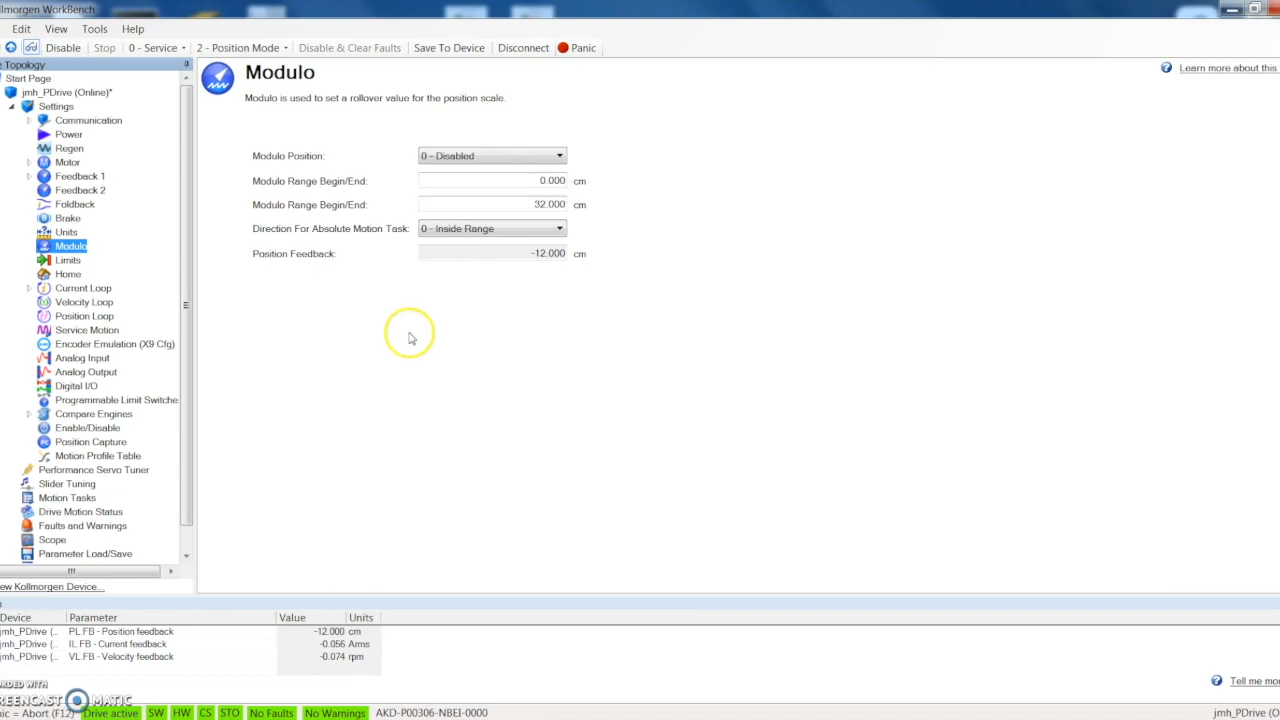 ollmorgen WorkBench
Edit View Tools Help
Disable Stop 0 - Service 2 - Position Mode Disable & Clear Faults Save To Device Disconnect Panic
e Topology
Start Page
jmh_PDrive (Online)*
Settings
Communication
Power
Regen
Motor
Feedback 1
Feedback 2
Foldback
Brake
Units
Modulo
Limits
Home
Current Loop
Velocity Loop
Position Loop
Service Motion
Encoder Emulation (X9 Cfg)
Analog Input
Analog Output
Digital I/O
Programmable Limit Switche
Compare Engines
Enable/Disable
Position Capture
Motion Profile Table
Performance Servo Tuner
Slider Tuning
Motion Tasks
Drive Motion Status
Faults and Warnings
Scope
Parameter Load/Save
ew Kollmorgen Device...
Modulo
Learn more about this
Modulo is used to set a rollover value for the position scale.
Modulo Position: 0 - Disabled
Modulo Range Begin/End: 0.000 cm
Modulo Range Begin/End: 32.000 cm
Direction For Absolute Motion Task: 0 - Inside Range
Position Feedback: -12.000 cm
Device Parameter Value Units
jmh_PDrive (... PL.FB - Position feedback -12.000 cm
jmh_PDrive (... IL.FB - Current feedback -0.056 Arms
jmh_PDrive (... VL.FB - Velocity feedback -0.074 rpm
Tell me mo
RDED WITH
REENCAST MATIC
nic = Abort (F12) Drive active SW HW CS STO No Faults No Warnings AKD-P00306-NBEI-0000 jmh_PDrive (O